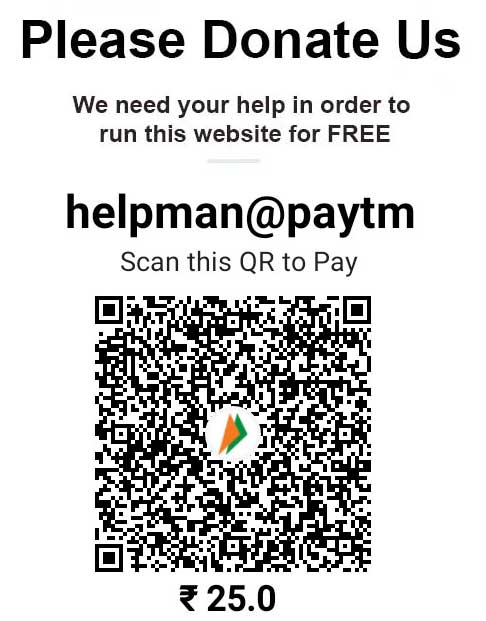 Please Donate Us
We need your help in order to
run this website for FREE
helpman@paytm
Scan this QR to Pay
₹ 25.0